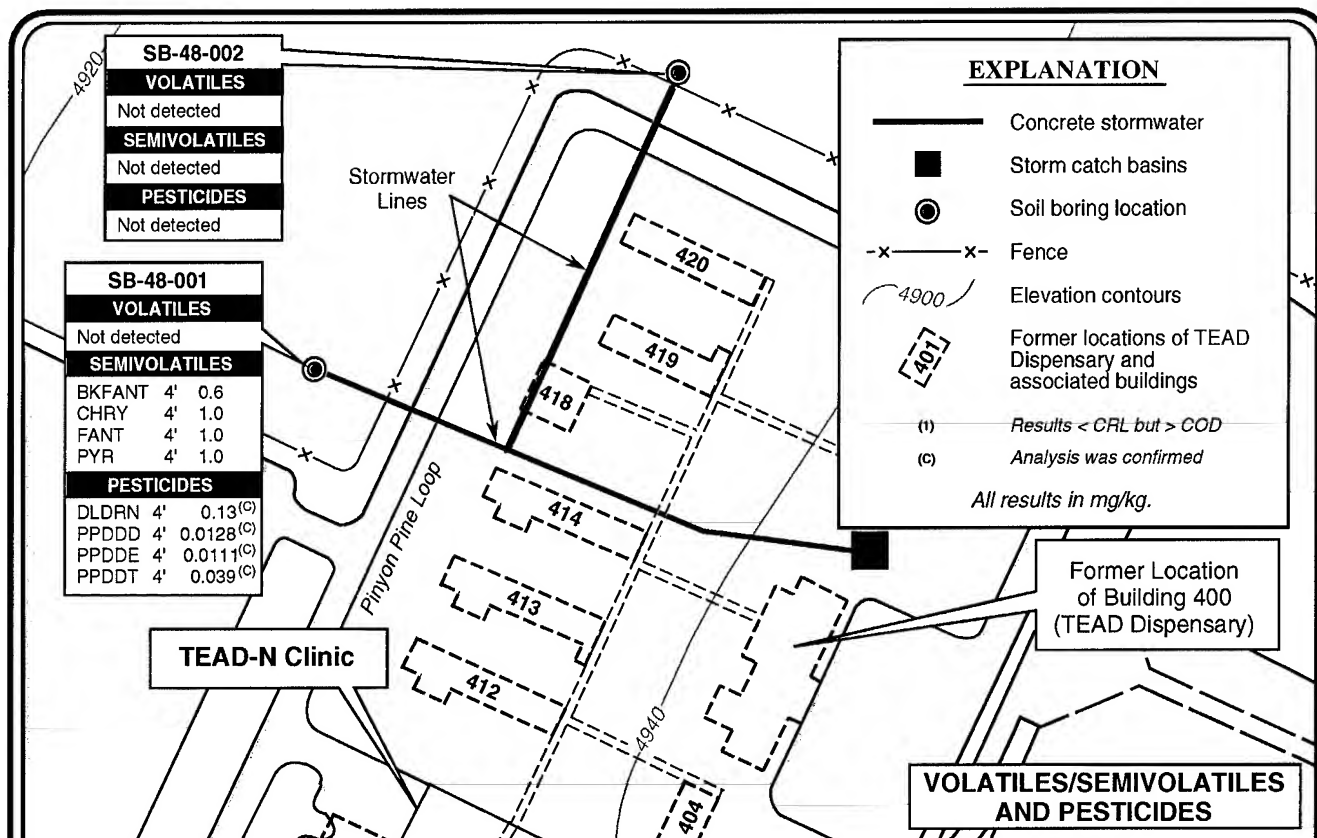 SB-48-002
VOLATILES
Not detected
SEMIVOLATILES
Not detected
PESTICIDES
Not detected
SB-48-001
VOLATILES
Not detected
SEMIVOLATILES
BKFANT 4' 0.6
CHRY 4' 1.0
FANT 4' 1.0
PYR 4' 1.0
PESTICIDES
DLDRN 4' 0.13(C)
PPDDD 4' 0.0128(C)
PPDDE 4' 0.0111(C)
PPDDT 4' 0.039(C)
4920
Stormwater
Lines
420
419
418
414
413
412
404
4940
Pinyon Pine Loop
TEAD-N Clinic
EXPLANATION
Concrete stormwater
Storm catch basins
Soil boring location
-x- -x- Fence
4900 Elevation contours
401 Former locations of TEAD
Dispensary and
associated buildings
(1) Results < CRL but > COD
(C) Analysis was confirmed
All results in mg/kg.
Former Location
of Building 400
(TEAD Dispensary)
VOLATILES/SEMIVOLATILES
AND PESTICIDES